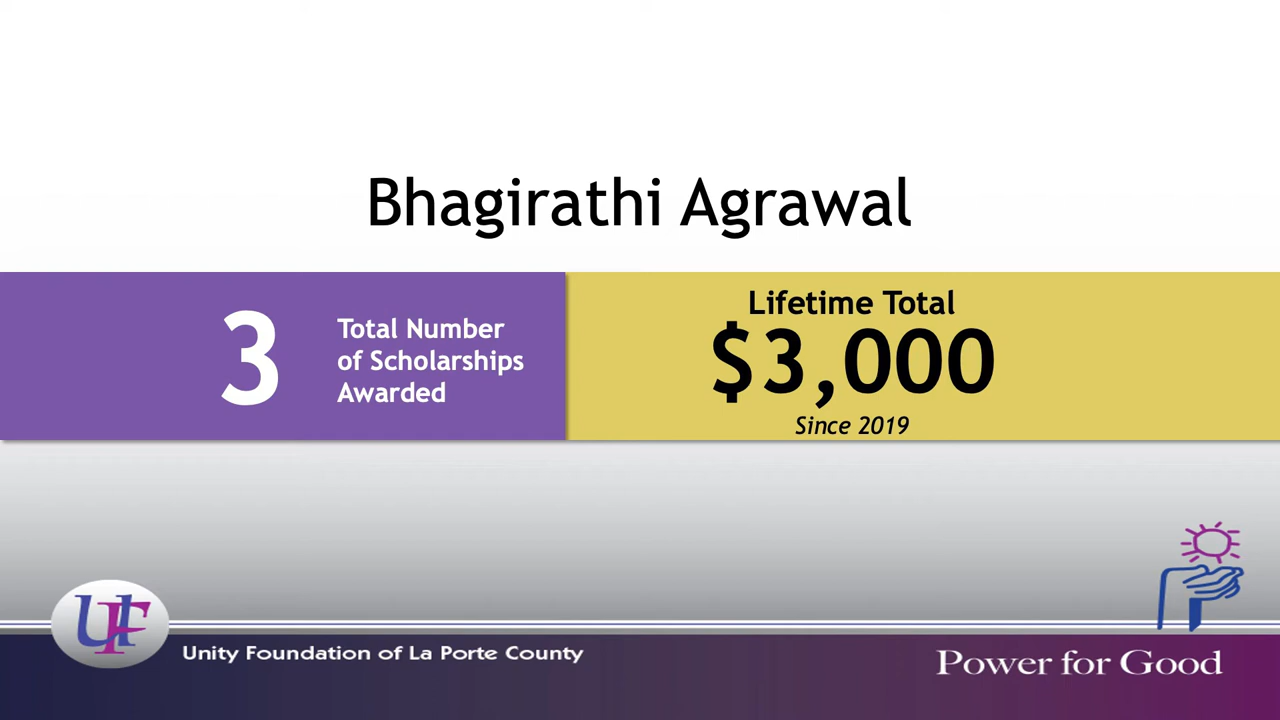 Bhagirathi Agrawal
3
Total Number
of Scholarships
Awarded
Lifetime Total
$3,000
Since 2019
UF
Unity Foundation of La Porte County
Power for Good